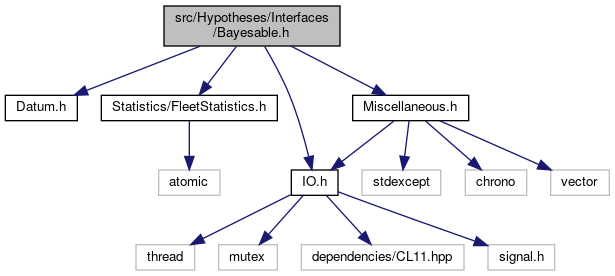 src/Hypotheses/Interfaces
/Bayesable.h
Datum.h
Statistics/FleetStatistics.h
Miscellaneous.h
atomic
IO.h
stdexcept
chrono
vector
thread
mutex
dependencies/CL11.hpp
signal.h